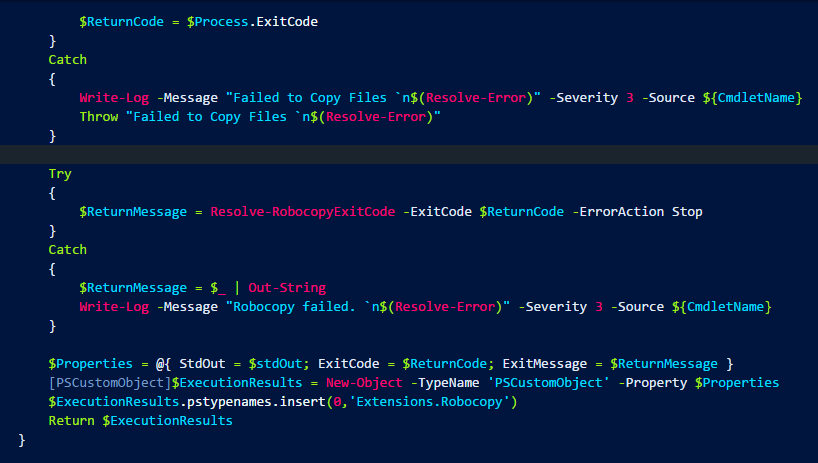 $ReturnCode = $Process.ExitCode
}
Catch
{
Write-Log -Message "Failed to Copy Files `n$(Resolve-Error)" -Severity 3 -Source ${CmdletName}
Throw "Failed to Copy Files `n$(Resolve-Error)"
}
Try
{
$ReturnMessage = Resolve-RobocopyExitCode -ExitCode $ReturnCode -ErrorAction Stop
}
Catch
{
$ReturnMessage = $_ | Out-String
Write-Log -Message "Robocopy failed. `n$(Resolve-Error)" -Severity 3 -Source ${CmdletName}
}
$Properties = @{ StdOut = $stdOut; ExitCode = $ReturnCode; ExitMessage = $ReturnMessage }
[PSCustomObject]$ExecutionResults = New-Object -TypeName 'PSCustomObject' -Property $Properties
$ExecutionResults.pstypenames.insert(0,'Extensions.Robocopy')
Return $ExecutionResults
}